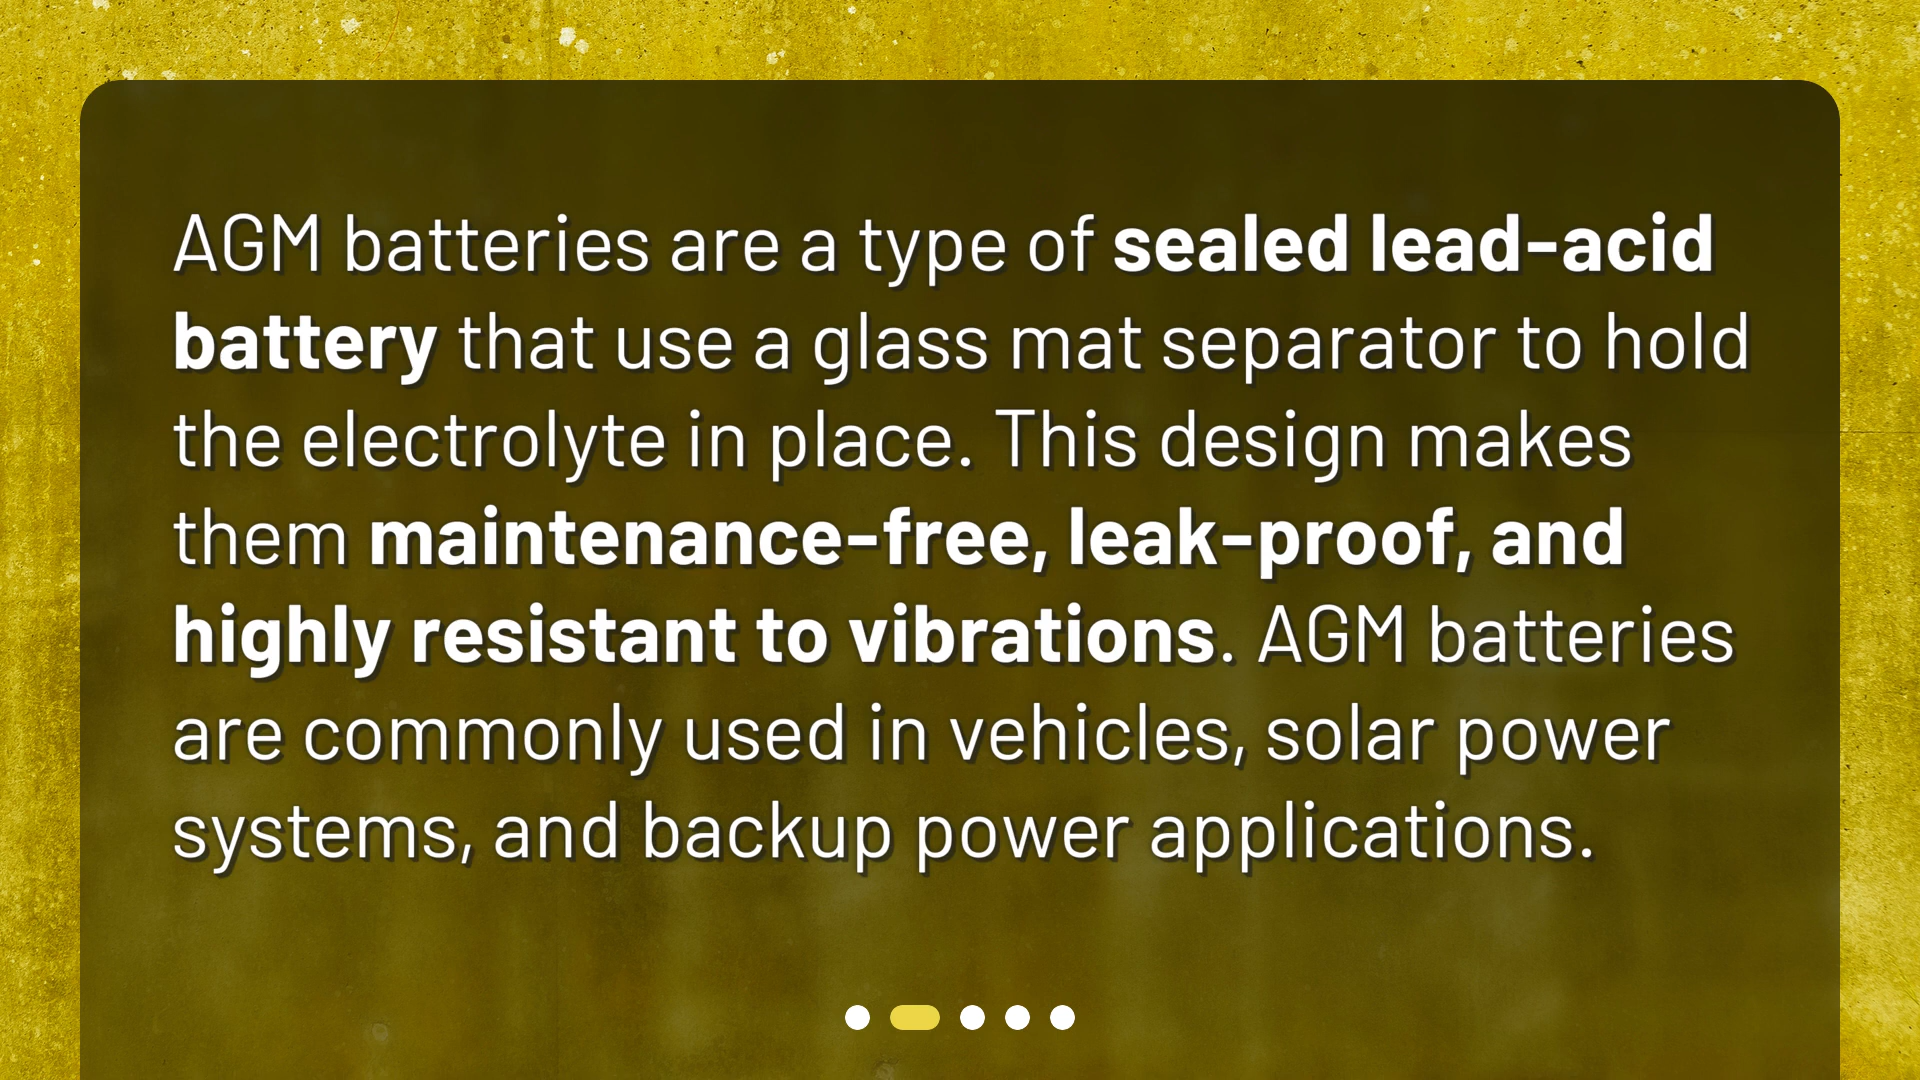 AGM batteries are a type of sealed lead-acid
battery that use a glass mat separator to hold
the electrolyte in place. This design makes
them maintenance-free, leak-proof, and
highly resistant to vibrations. AGM batteries
are commonly used in vehicles, solar power
systems, and backup power applications.